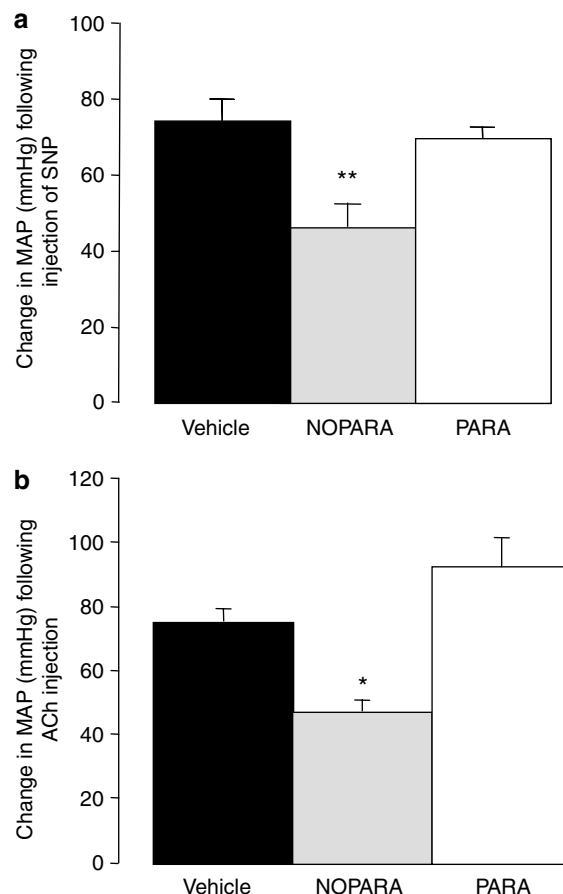 a
Change in MAP (mmHg) following
injection of SNP
100
80
60
40
20
0
**
Vehicle NOPARA PARA
b
Change in MAP (mmHg) following
ACh injection
120
100
80
60
40
20
0
*
Vehicle NOPARA PARA